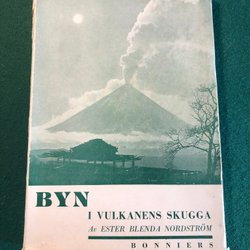 BYN
I VULKANENS SKUGGA
Av ESTER BLENDA NORDSTRÖM
BONNIERS